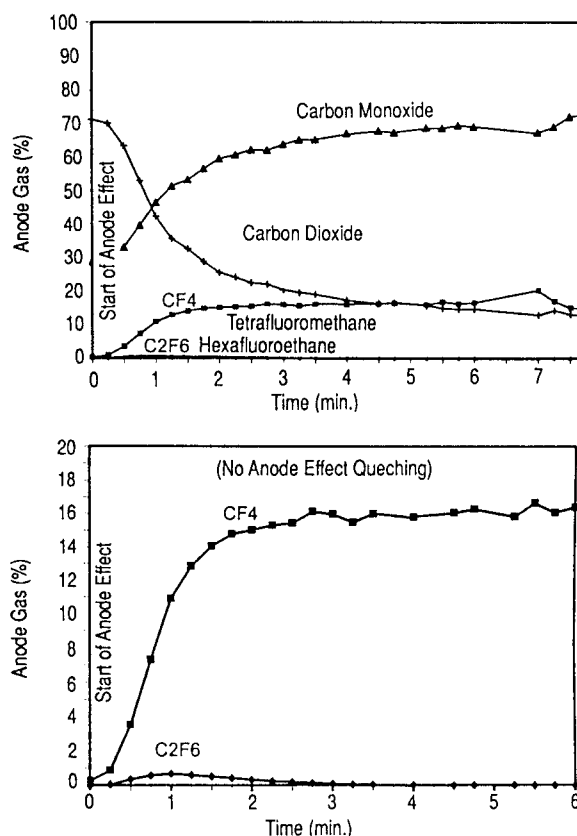 100
90
80
70
60
50
40
30
20
10
0
Anode Gas (%)
Start of Anode Effect
Carbon Monoxide
Carbon Dioxide
CF4
Tetrafluoromethane
C2F6 Hexafluoroethane
0 1 2 3 4 5 6 7
Time (min.)
20
18
16
14
12
10
8
6
4
2
0
Anode Gas (%)
Start of Anode Effect
(No Anode Effect Queching)
CF4
C2F6
0 1 2 3 4 5 6
Time (min.)